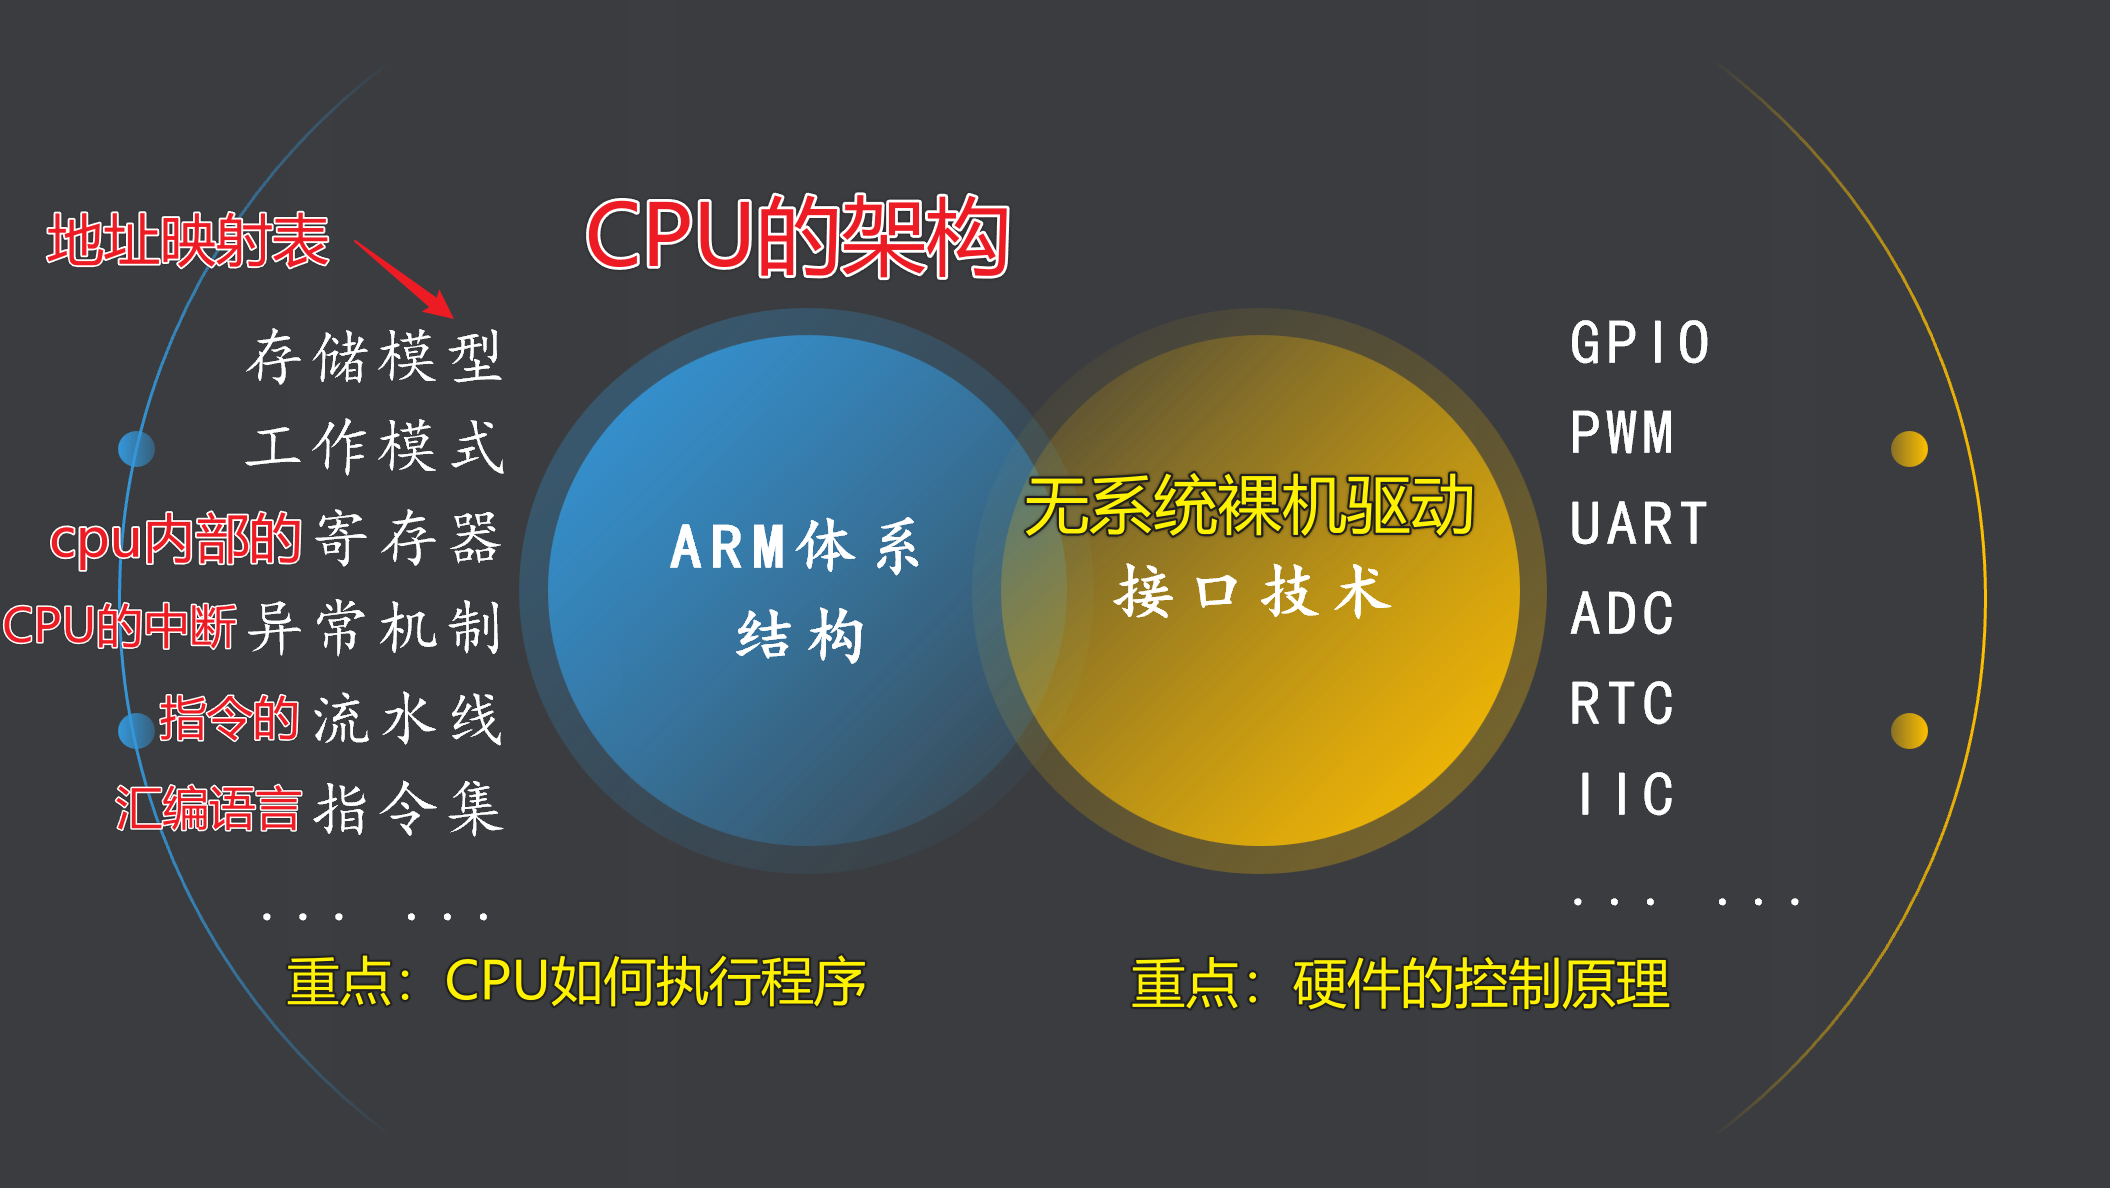 CPU的架构
地址映射表
存储模型
工作模式
cpu内部的寄存器
CPU的中断异常机制
指令的流水线
汇编语言指令集
... ...
重点：CPU如何执行程序
ARM体系
结构
无系统裸机驱动
接口技术
GPIO
PWM
UART
ADC
RTC
IIC
... ...
重点：硬件的控制原理